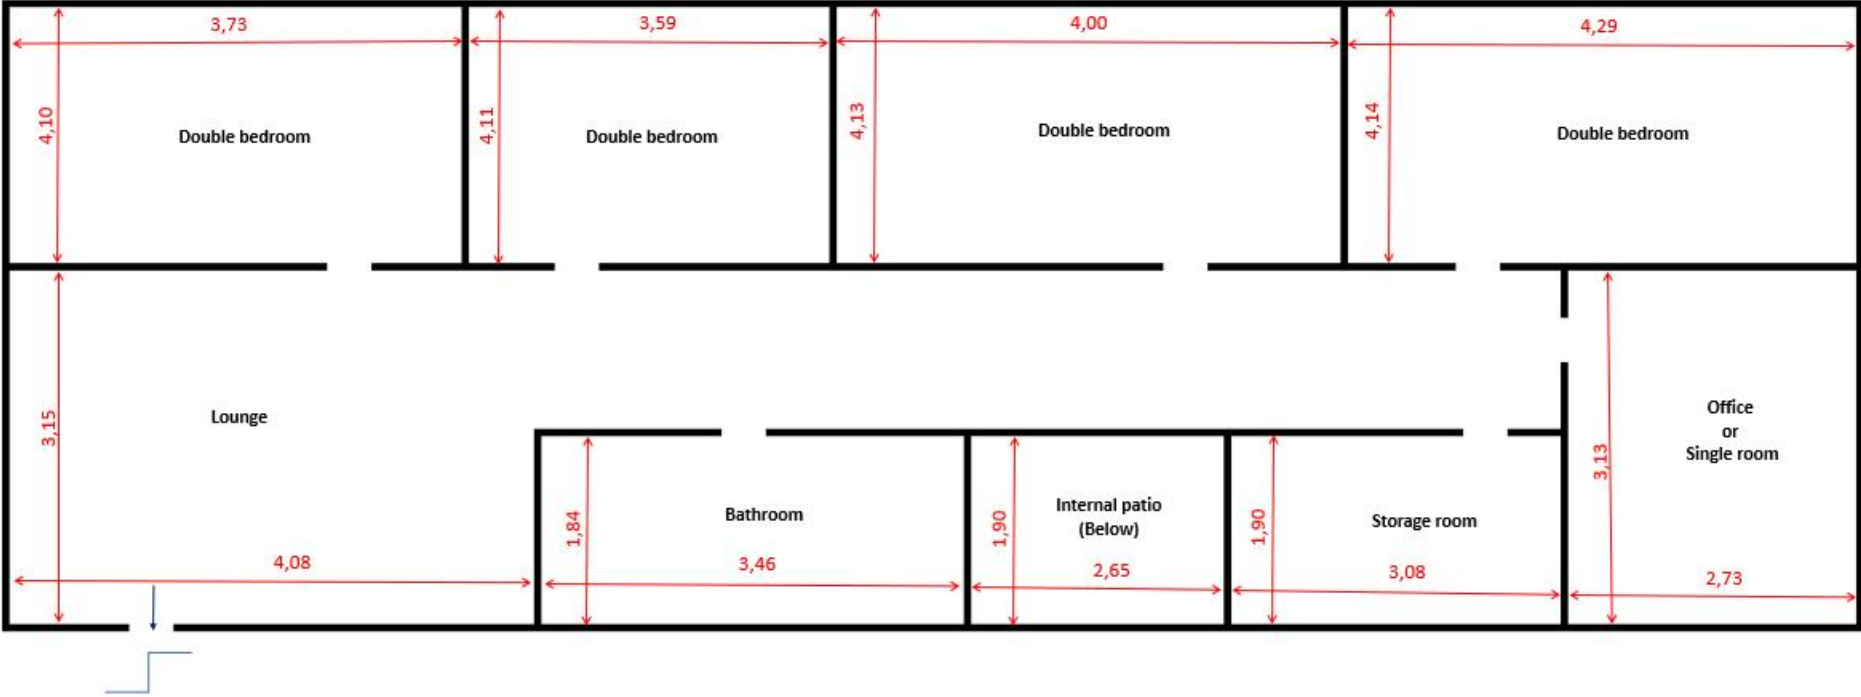 3,73
3,59
4,00
4,29
4,10
4,11
4,13
4,14
Double bedroom
Double bedroom
Double bedroom
Double bedroom
3,15
Lounge
4,08
1,84
Bathroom
3,46
1,90
Internal patio
(Below)
2,65
1,90
Storage room
3,08
3,13
Office
or
Single room
2,73